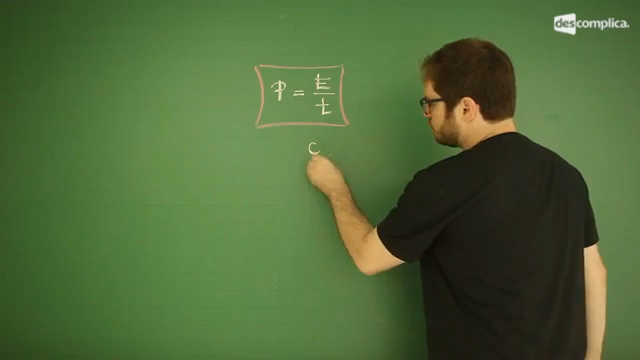 descomplica.
P = E/t
C